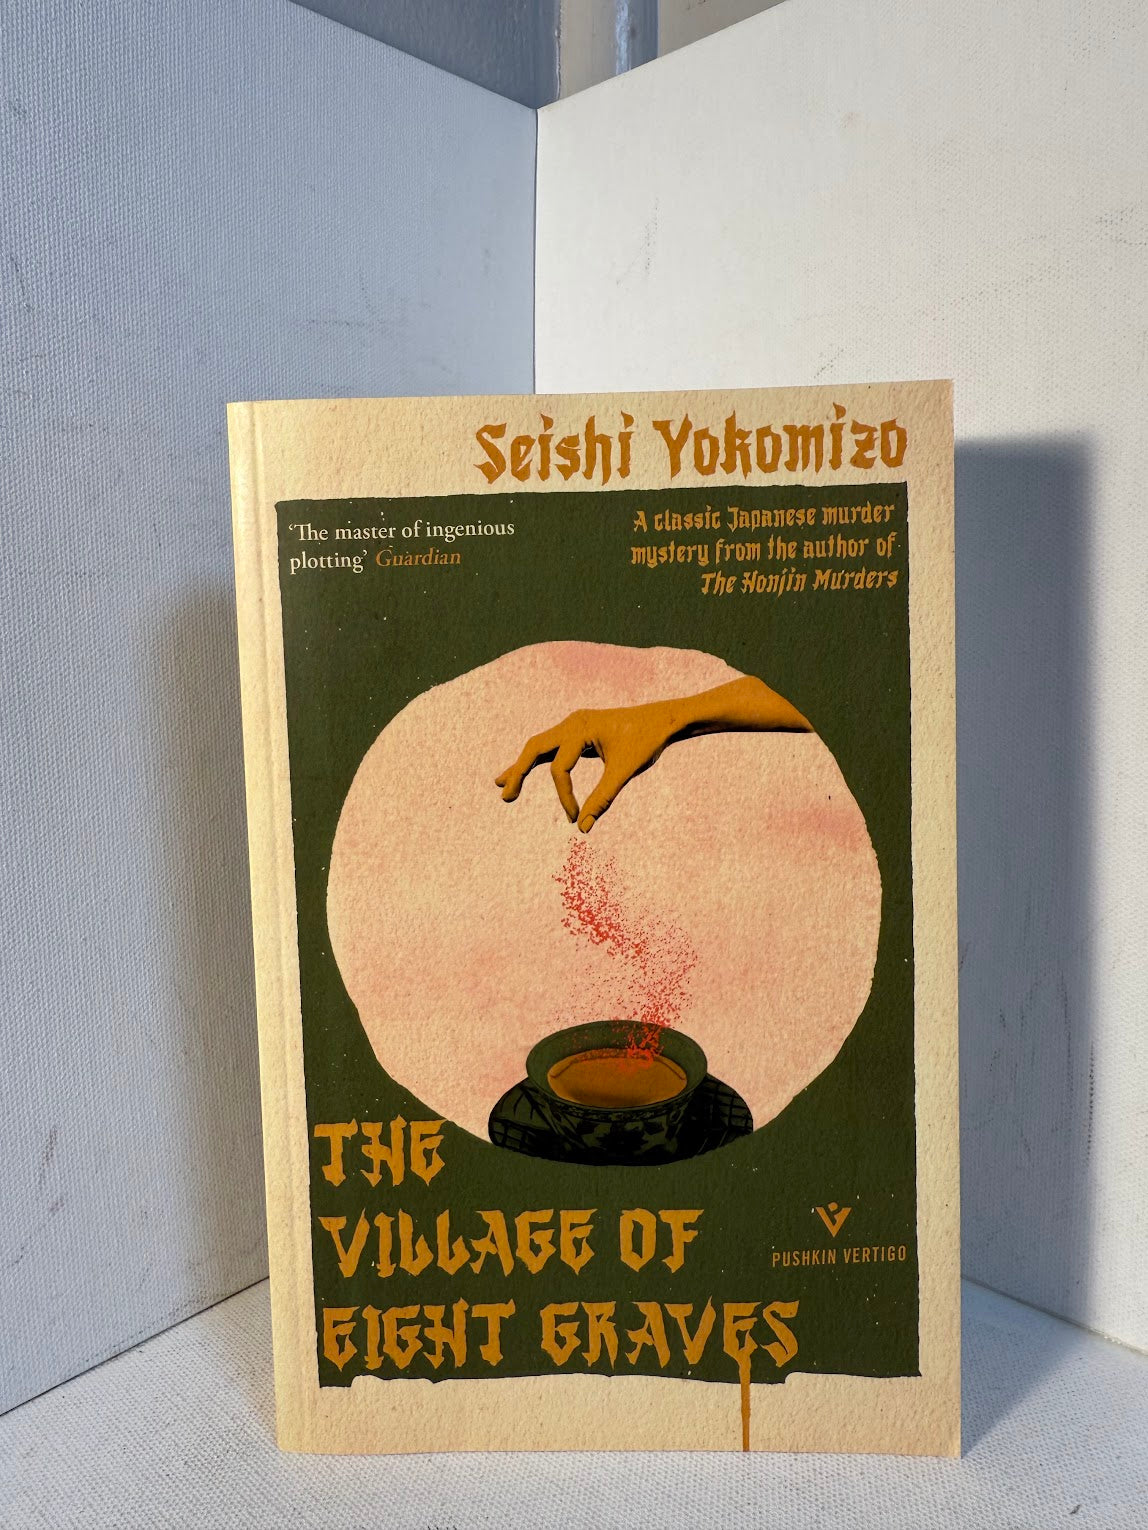 Seishi Yokomizo
'The master of ingenious
plotting' Guardian
A classic Japanese murder
mystery from the author of
The Honjin Murders
THE
VILLAGE OF
EIGHT GRAVES
PUSHKIN VERTIGO